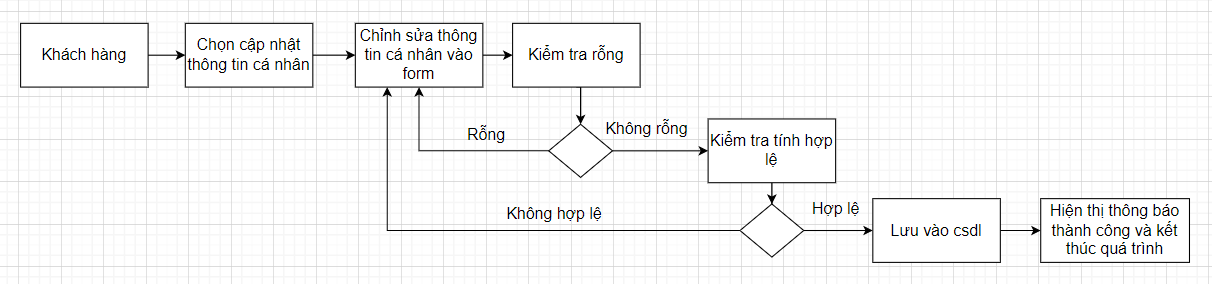 Khách hàng
Chọn cập nhật
thông tin cá nhân
Chỉnh sửa thông
tin cá nhân vào
form
Kiểm tra rỗng
Rỗng
Không rỗng
Kiểm tra tính hợp
lệ
Không hợp lệ
Hợp lệ
Lưu vào csdl
Hiện thị thông báo
thành công và kết
thúc quá trình